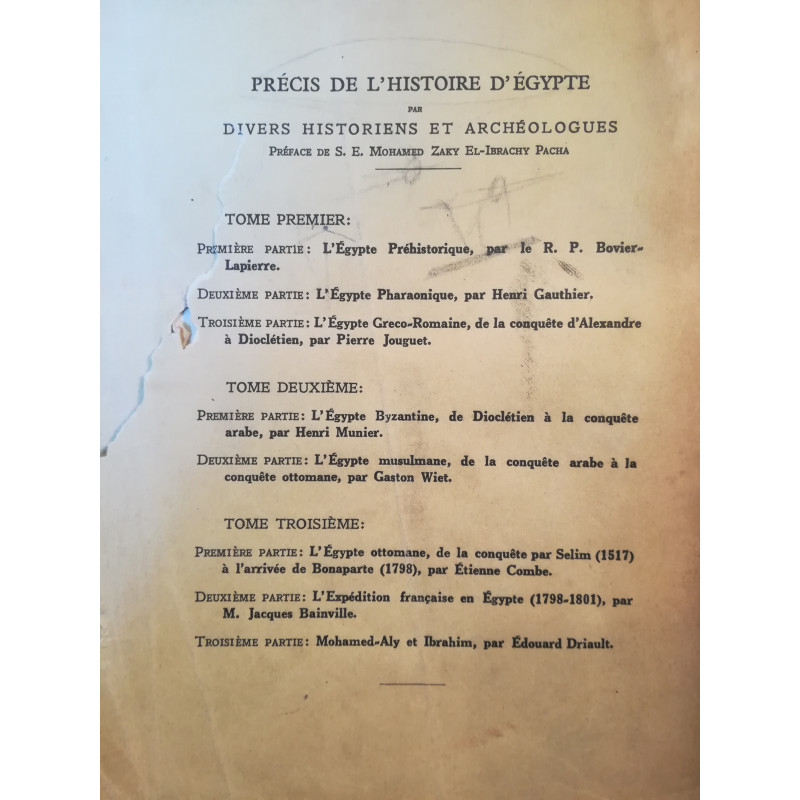 PRÉCIS DE L'HISTOIRE D'ÉGYPTE
PAR
DIVERS HISTORIENS ET ARCHÉOLOGUES
PRÉFACE DE S. E. MOHAMED ZAKY EL-IBRACHY PACHA
TOME PREMIER:
PREMIÈRE PARTIE: L'Égypte Préhistorique, par le R. P. Bovier-
Lapierre.
DEUXIÈME PARTIE: L'Égypte Pharaonique, par Henri Gauthier.
TROISIÈME PARTIE: L'Égypte Greco-Romaine, de la conquête d'Alexandre
à Dioclétien, par Pierre Jouguet.
TOME DEUXIÈME:
PREMIÈRE PARTIE: L'Égypte Byzantine, de Dioclétien à la conquête
arabe, par Henri Munier.
DEUXIÈME PARTIE: L'Égypte musulmane, de la conquête arabe à la
conquête ottomane, par Gaston Wiet.
TOME TROISIÈME:
PREMIÈRE PARTIE: L'Égypte ottomane, de la conquête par Selim (1517)
à l'arrivée de Bonaparte (1798), par Étienne Combe.
DEUXIÈME PARTIE: L'Expédition française en Égypte (1798-1801), par
M. Jacques Bainville.
TROISIÈME PARTIE: Mohamed-Aly et Ibrahim, par Édouard Driault.